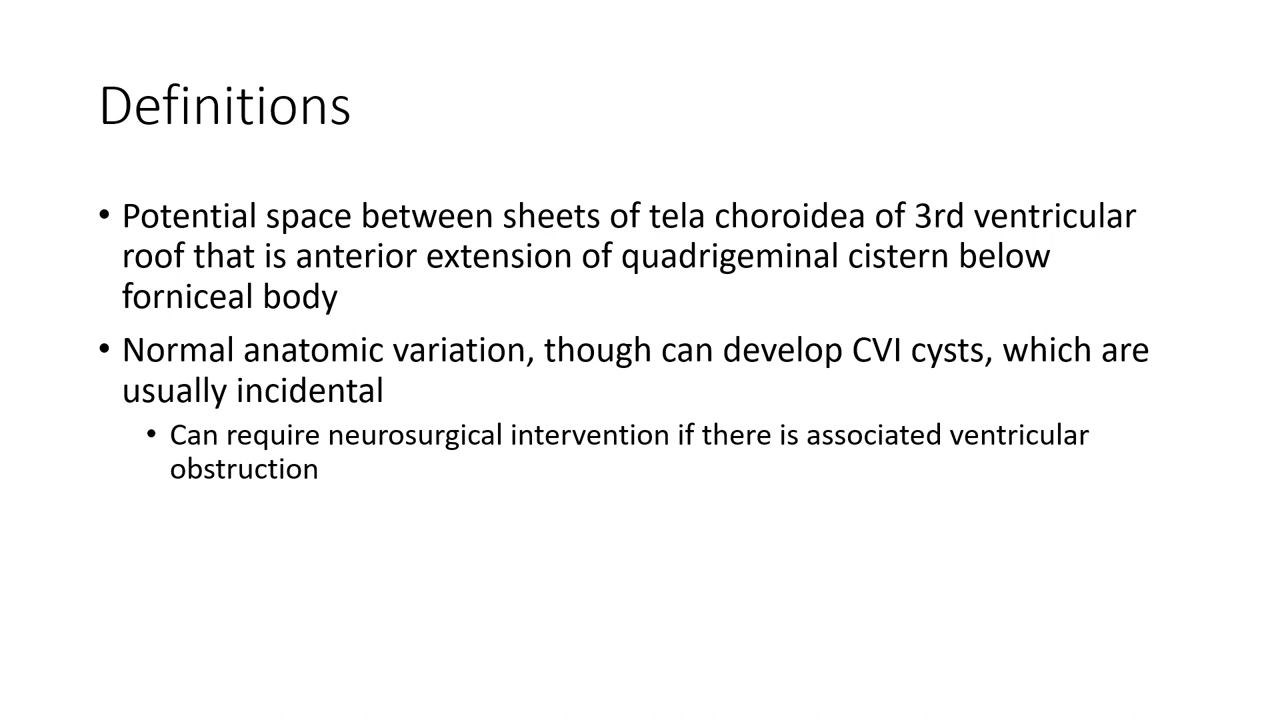 Definitions
• Potential space between sheets of tela choroidea of 3rd ventricular
roof that is anterior extension of quadrigeminal cistern below
forniceal body
• Normal anatomic variation, though can develop CVI cysts, which are
usually incidental
• Can require neurosurgical intervention if there is associated ventricular
obstruction